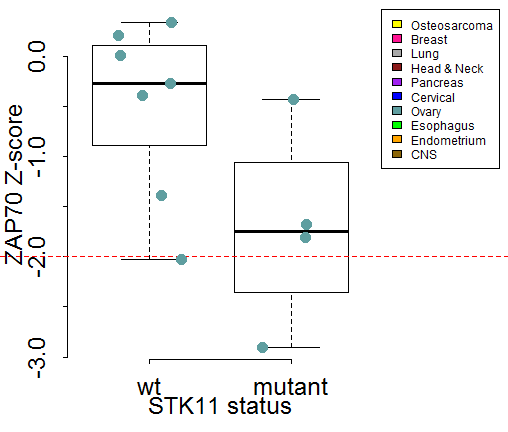 Osteosarcoma
Breast
Lung
Head & Neck
Pancreas
Cervical
Ovary
Esophagus
Endometrium
CNS
ZAP70 Z-score
0.0
-1.0
-2.0
-3.0
wt mutant
STK11 status